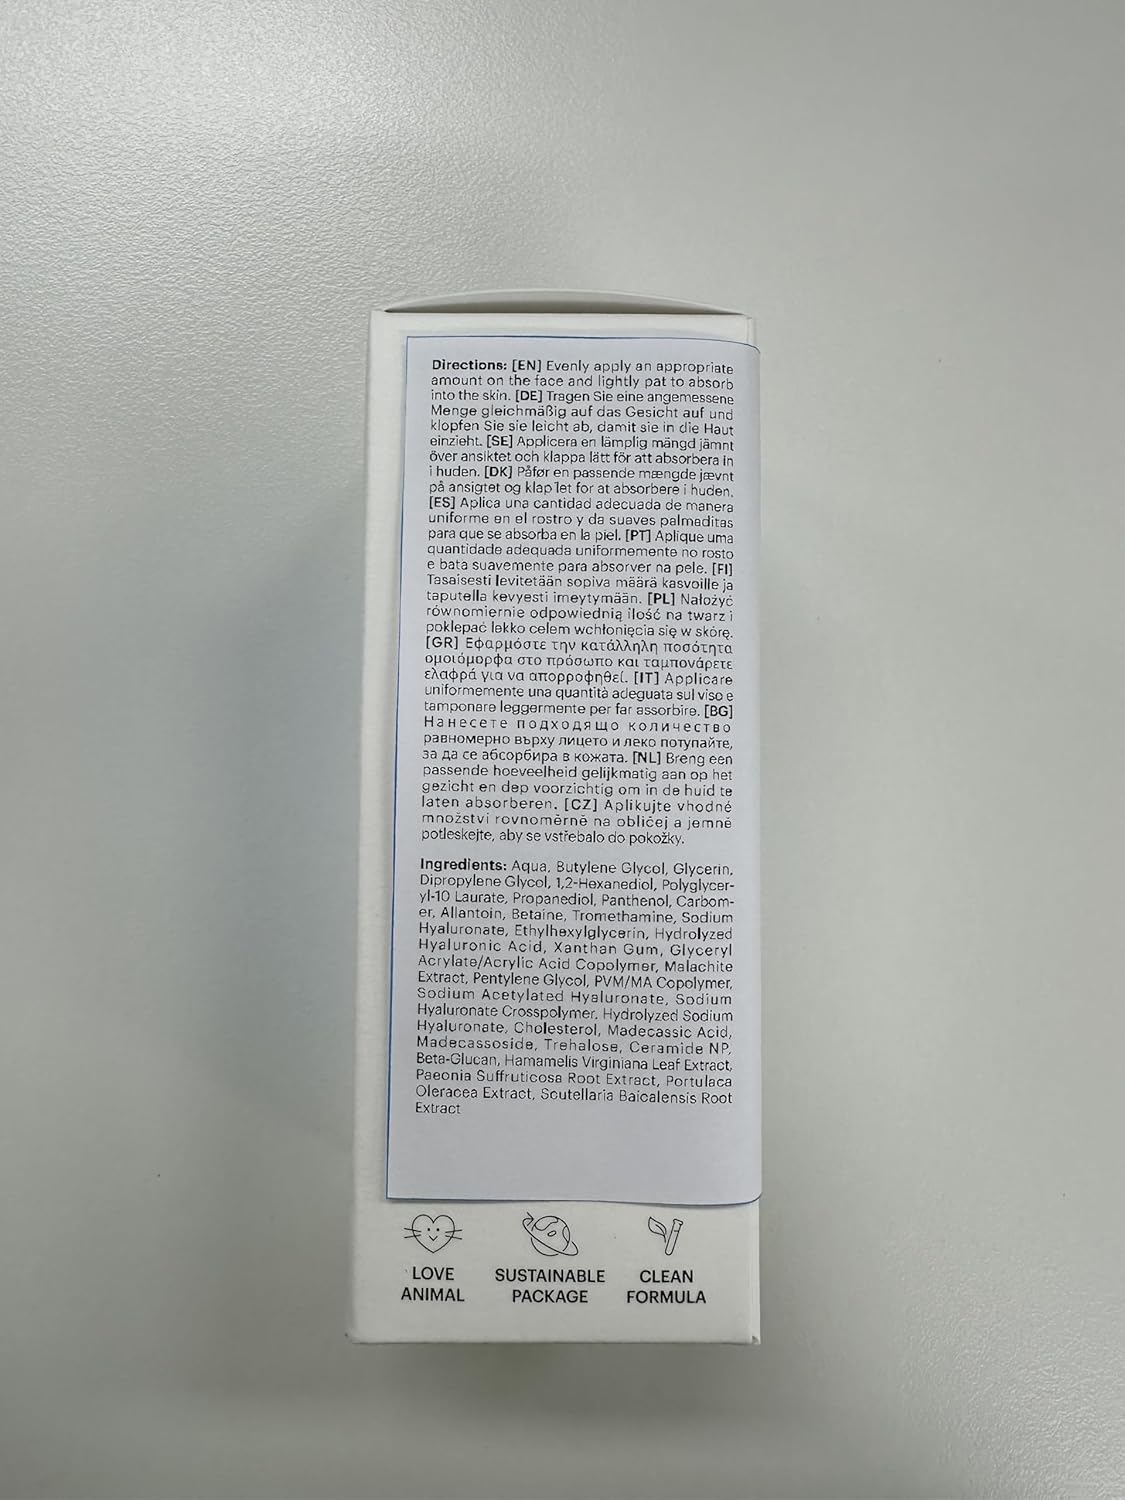 Directions: [EN] Evenly apply an appropriate
amount on the face and lightly pat to absorb
into the skin. [DE] Tragen Sie eine angemessene
Menge gleichmäßig auf das Gesicht auf und
klopfen Sie sie leicht ab, damit sie in die Haut
einzieht. [SE] Applicera en lämplig mängd jämnt
över ansiktet och klappa lätt för att absorbera in
i huden. [DK] Påfør en passende mængde jævnt
på ansigtet og klap let for at absorbere i huden.
[ES] Aplica una cantidad adecuada de manera
uniforme en el rostro y da suaves palmaditas
para que se absorba en la piel. [PT] Aplique uma
quantidade adequada uniformemente no rosto
e bata suavemente para absorver na pele. [FI]
Tasaisesti levitetään sopiva määrä kasvoille ja
taputella kevyesti imeytymään. [PL] Nałożyć
równomiernie odpowiednią ilość na twarz i
poklepać lekko celem wchłonięcia się w skórę.
[GR] Εφαρμόστε την κατάλληλη ποσότητα
ομοιόμορφα στο πρόσωπο και ταμπονάρετε
ελαφρά για να απορροφηθεί. [IT] Applicare
uniformemente una quantità adeguata sul viso e
tamponare leggermente per far assorbire. [BG]
Нанесете подходящо количество
равномерно върху лицето и леко потупайте,
за да се абсорбира в кожата. [NL] Breng een
passende hoeveelheid gelijkmatig aan op het
gezicht en dep voorzichtig om in de huid te
laten absorberen. [CZ] Aplikujte vhodné
množství rovnoměrně na obličej a jemně
potleskejte, aby se vstřebalo do pokožky.
Ingredients: Aqua, Butylene Glycol, Glycerin,
Dipropylene Glycol, 1,2-Hexanediol, Polyglycer-
yl-10 Laurate, Propanediol, Panthenol, Carbom-
er, Allantoin, Betaine, Tromethamine, Sodium
Hyaluronate, Ethylhexylglycerin, Hydrolyzed
Hyaluronic Acid, Xanthan Gum, Glyceryl
Acrylate/Acrylic Acid Copolymer, Malachite
Extract, Pentylene Glycol, PVM/MA Copolymer,
Sodium Acetylated Hyaluronate, Sodium
Hyaluronate Crosspolymer, Hydrolyzed Sodium
Hyaluronate, Cholesterol, Madecassic Acid,
Madecassoside, Trehalose, Ceramide NP,
Beta-Glucan, Hamamelis Virginiana Leaf Extract,
Paeonia Suffruticosa Root Extract, Portulaca
Oleracea Extract, Scutellaria Baicalensis Root
Extract
LOVE ANIMAL
SUSTAINABLE PACKAGE
CLEAN FORMULA